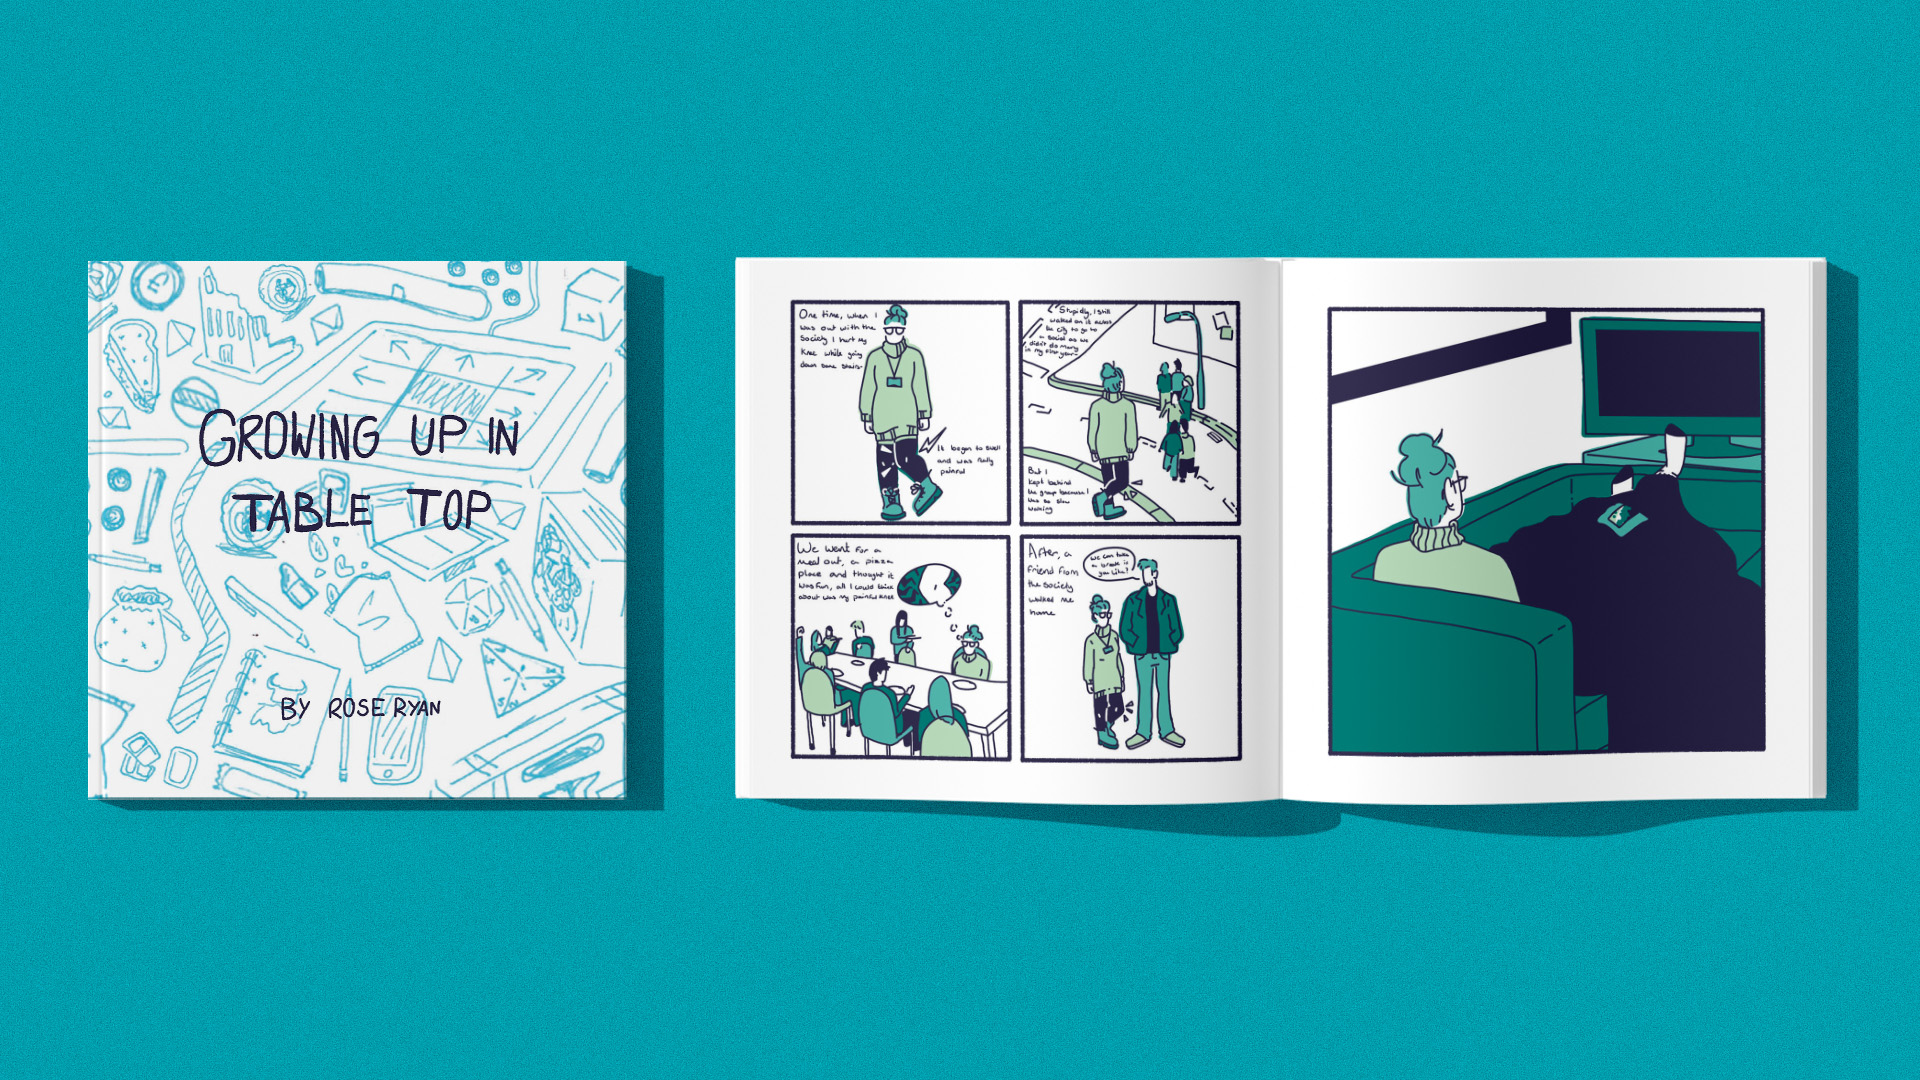 GROWING UP IN
TABLE TOP
BY ROSE RYAN
One time, when I
was out with the
society I hurt my
knee while going
down some stairs.
It began to swell
and was really
painful
Stupidly, I still
walked on it across
the city to go to
a social as we
didn't do many
in my first year
But I
kept behind
the group because I
was so slow
walking
We went for a
meal out, a pizza
place and thought it
was fun, all I could think
about was my painful knee
After, a
friend from
the society
walked me
home
We can take
a break if
you like?